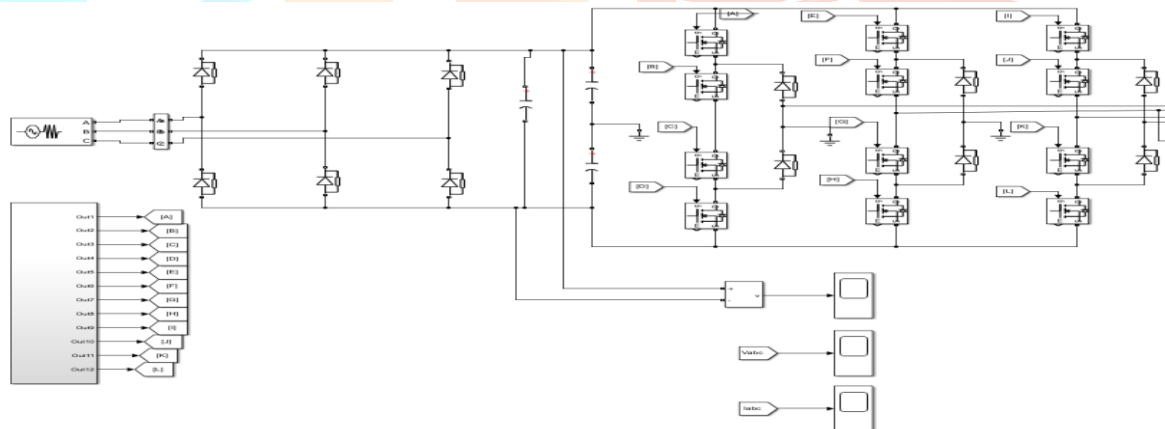 [A]
[E]
[I]
[B]
[F]
[J]
[C]
[G]
[K]
[D]
[H]
[L]
A
B
C
Out1
[A]
Out2
[B]
Out3
[C]
Out4
[D]
Out5
[E]
Out6
[F]
Out7
[G]
Out8
[H]
Out9
[I]
Out10
[J]
Out11
[K]
Out12
[L]
+
-
v
Vabc
Iabc